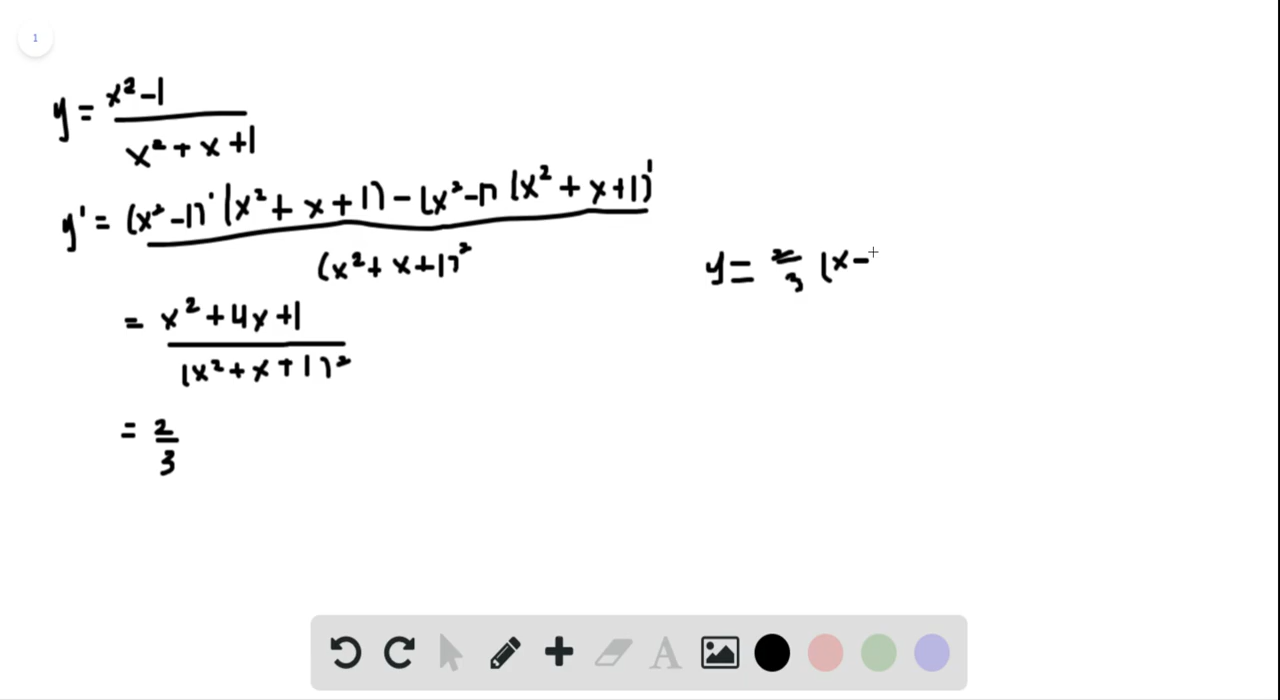 1
y = x²-1 / x²+x+1
y' = (x²-1)' (x²+x+1) - (x²-1) (x²+x+1)' / (x²+x+1)²
= x²+4x+1 / (x²+x+1)²
= 2/3
y = 2/3 (x-
A